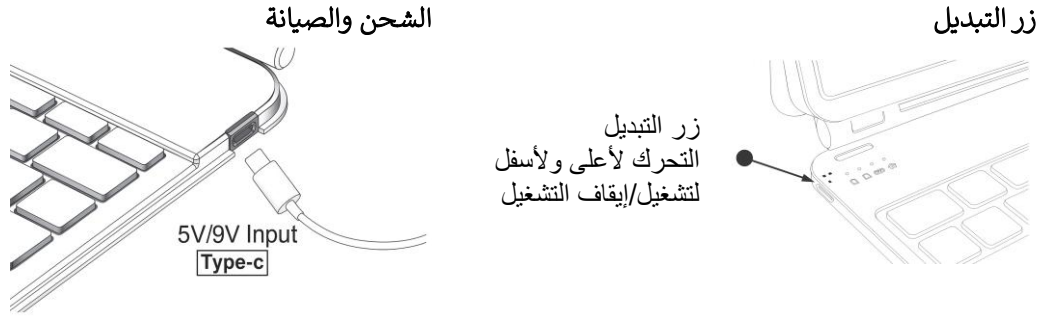 زر التبديل
زر التبديل
التحرك لأعلى ولأسفل
لتشغيل/إيقاف التشغيل
الشحن والصيانة
5V/9V Input
Type-c